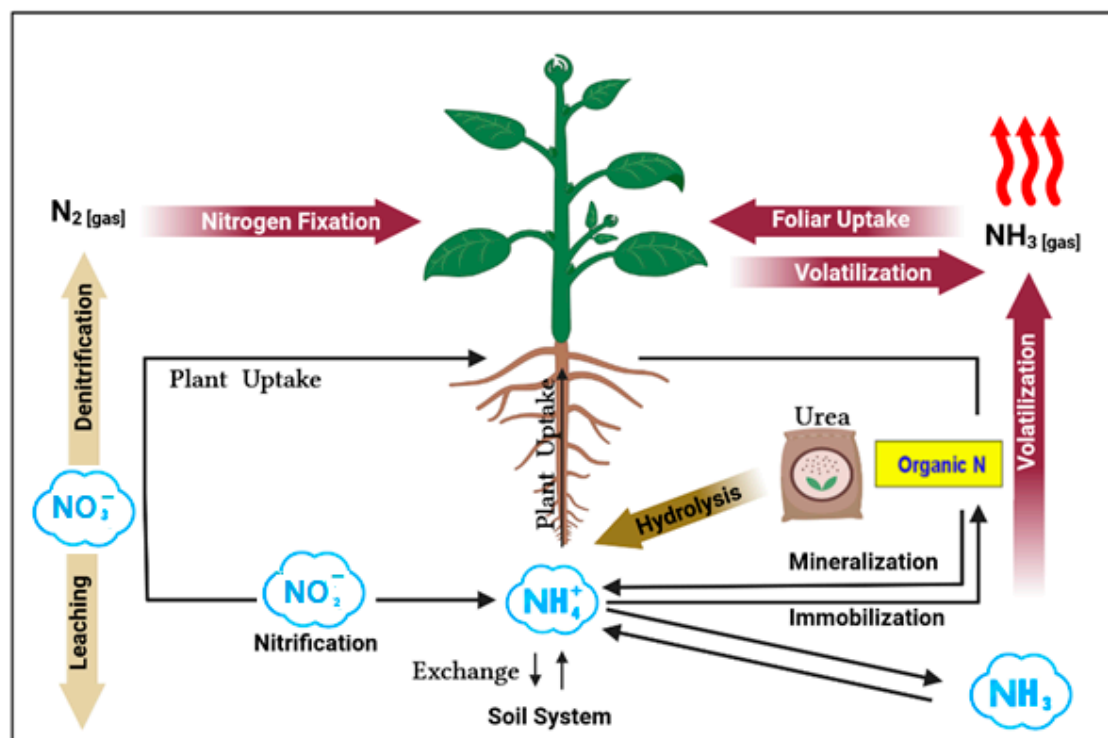 N₂ [gas]
Nitrogen Fixation
Foliar Uptake
NH₃ [gas]
Volatilization
Denitrification
Plant Uptake
Plant Uptake
Urea
Organic N
Volatilization
Hydrolysis
NO₃⁻
Mineralization
NO₂⁻
NH₄⁺
Immobilization
Nitrification
Leaching
Exchange
NH₃
Soil System